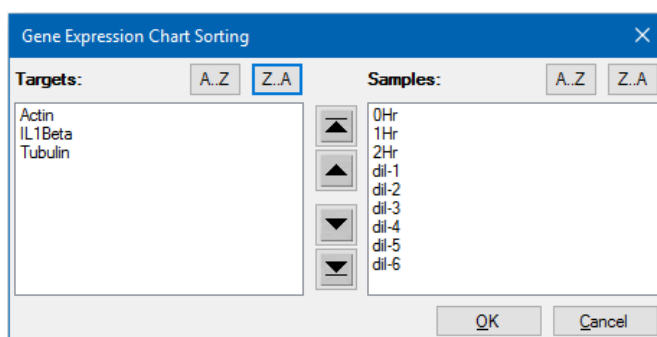 Gene Expression Chart Sorting
Targets: A..Z Z..A Samples: A..Z Z..A
Actin
IL1Beta
Tubulin
0Hr
1Hr
2Hr
dil-1
dil-2
dil-3
dil-4
dil-5
dil-6
OK Cancel